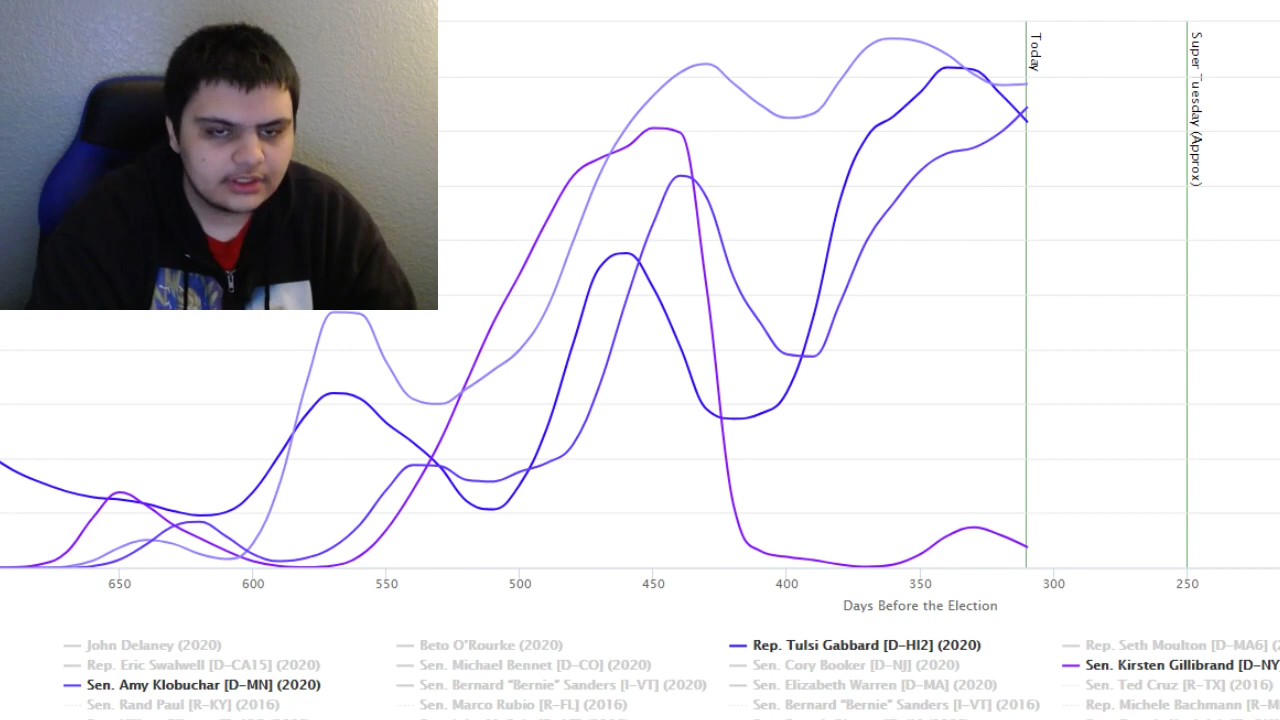 Today
Super Tuesday (Approx)
650 600 550 500 450 400 350 300 250
Days Before the Election
John Delaney (2020) Beto O'Rourke (2020) Rep. Tulsi Gabbard [D-HI2] (2020) Rep. Seth Moulton [D-MA6]
Rep. Eric Swalwell [D-CA15] (2020) Sen. Michael Bennet [D-CO] (2020) Sen. Cory Booker [D-NJ] (2020) Sen. Kirsten Gillibrand [D-NY
Sen. Amy Klobuchar [D-MN] (2020) Sen. Bernard "Bernie" Sanders [I-VT] (2020) Sen. Elizabeth Warren [D-MA] (2020) Sen. Ted Cruz [R-TX] (2016)
Sen. Rand Paul [R-KY] (2016) Sen. Marco Rubio [R-FL] (2016) Sen. Bernard "Bernie" Sanders [I-VT] (2016) Rep. Michele Bachmann [R-M